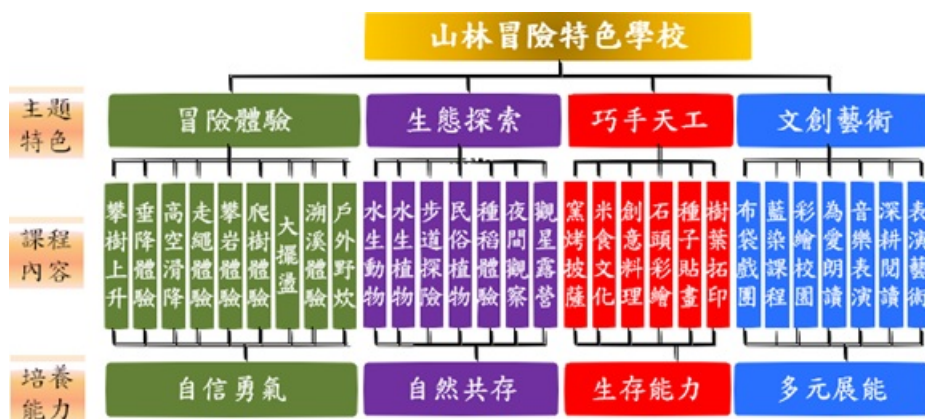 山林冒險特色學校
主題
特色
冒險體驗
生態探索
巧手天工
文創藝術
課程
內容
攀樹上升
垂降體驗
高空滑降
走繩體驗
攀岩體驗
爬樹體驗
大擺盪
溯溪體驗
戶外野炊
水生動物
水生植物
步道探險
民俗植物
種稻體驗
夜間觀察
觀星露營
窯烤披薩
米食文化
創意料理
石頭彩繪
種子貼畫
樹葉拓印
布袋戲團
藍染課程
彩繪校園
為愛朗讀
音樂表演
深耕閱讀
表演藝術
培養
能力
自信勇氣
自然共存
生存能力
多元展能